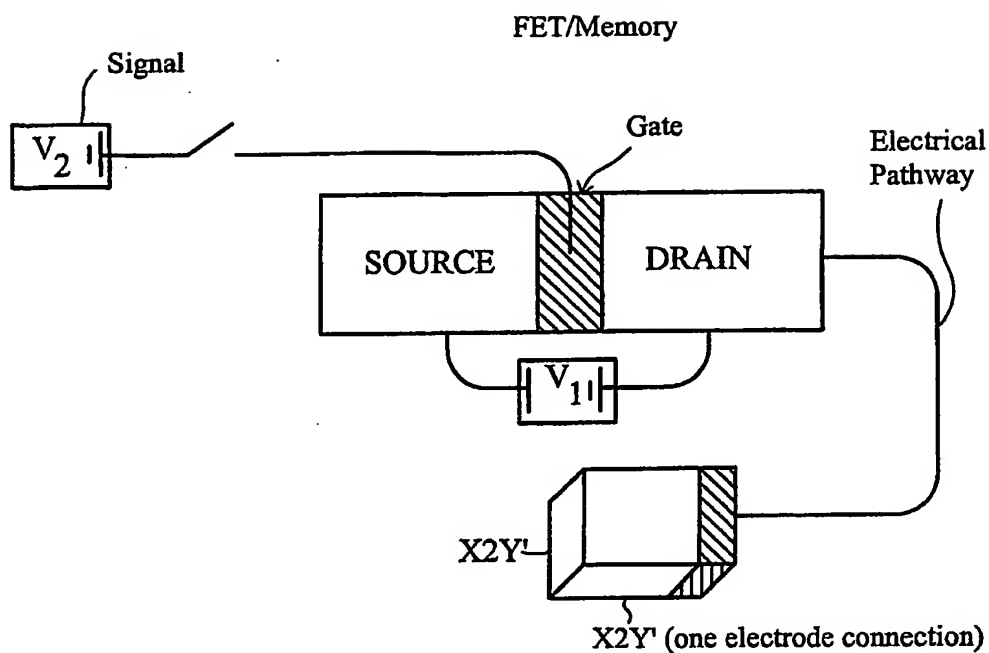 FET/Memory
Signal
V2
Gate
Electrical
Pathway
SOURCE
DRAIN
V1
X2Y'
X2Y' (one electrode connection)